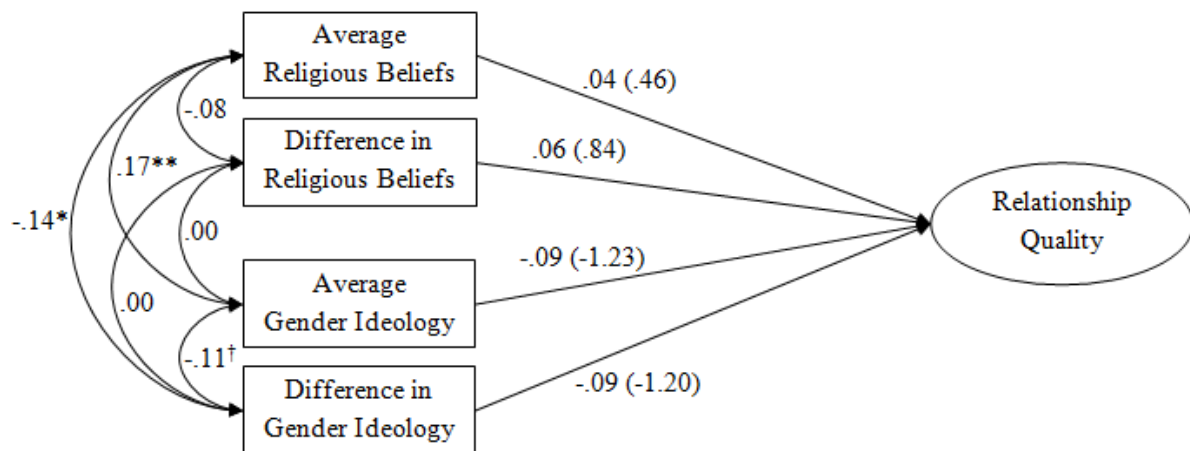 Average
Religious Beliefs
.04 (.46)
-.08
Difference in
Religious Beliefs
.06 (.84)
.17**
Relationship
Quality
-.14*
.00
-.09 (-1.23)
Average
Gender Ideology
.00
-.11†
-.09 (-1.20)
Difference in
Gender Ideology